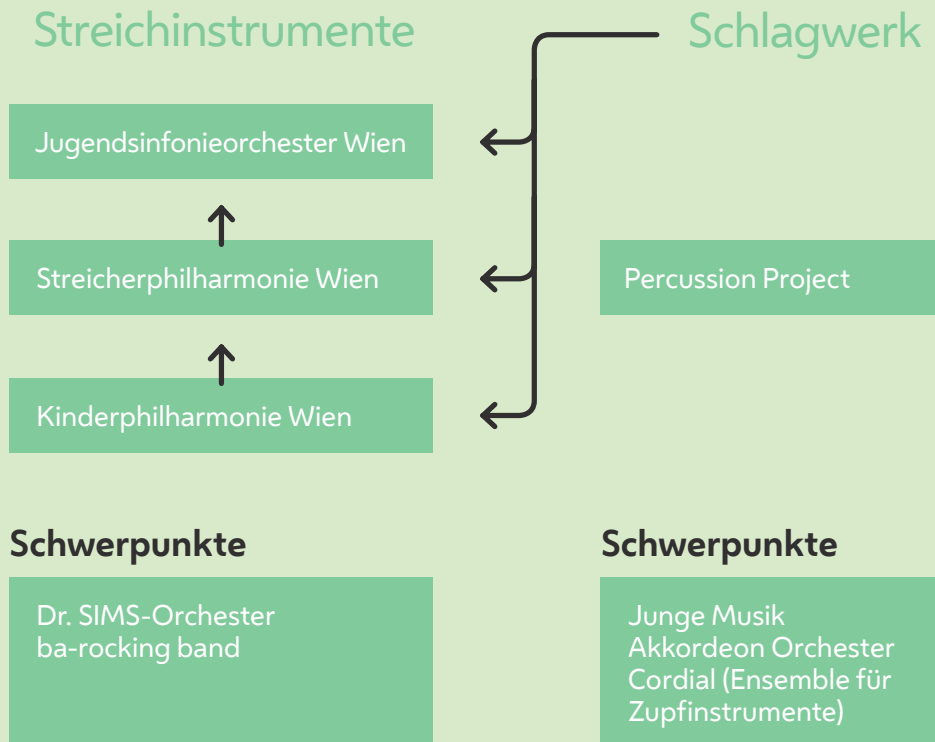 Streichinstrumente
Schlagwerk
Jugendsinfonieorchester Wien
Streicherphilharmonie Wien
Percussion Project
Kinderphilharmonie Wien
Schwerpunkte
Dr. SIMS-Orchester
ba-rocking band
Schwerpunkte
Junge Musik
Akkordeon Orchester
Cordial (Ensemble für
Zupfinstrumente)